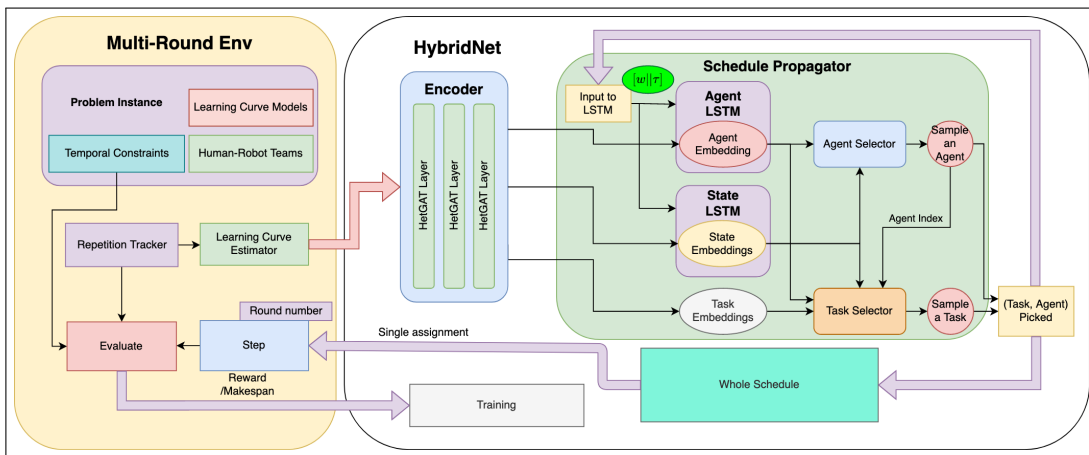 Multi-Round Env
Problem Instance
Learning Curve Models
Temporal Constraints
Human-Robot Teams
Repetition Tracker
Learning Curve
Estimator
Round number
Evaluate
Step
Reward
/Makespan
HybridNet
Encoder
HetGAT Layer
HetGAT Layer
HetGAT Layer
Schedule Propagator
Input to
LSTM
[w||τ]
Agent
LSTM
Agent
Embedding
State
LSTM
State
Embeddings
Task
Embeddings
Agent Selector
Sample
an
Agent
Agent Index
Task Selector
Sample
a Task
(Task, Agent)
Picked
Single assignment
Whole Schedule
Training